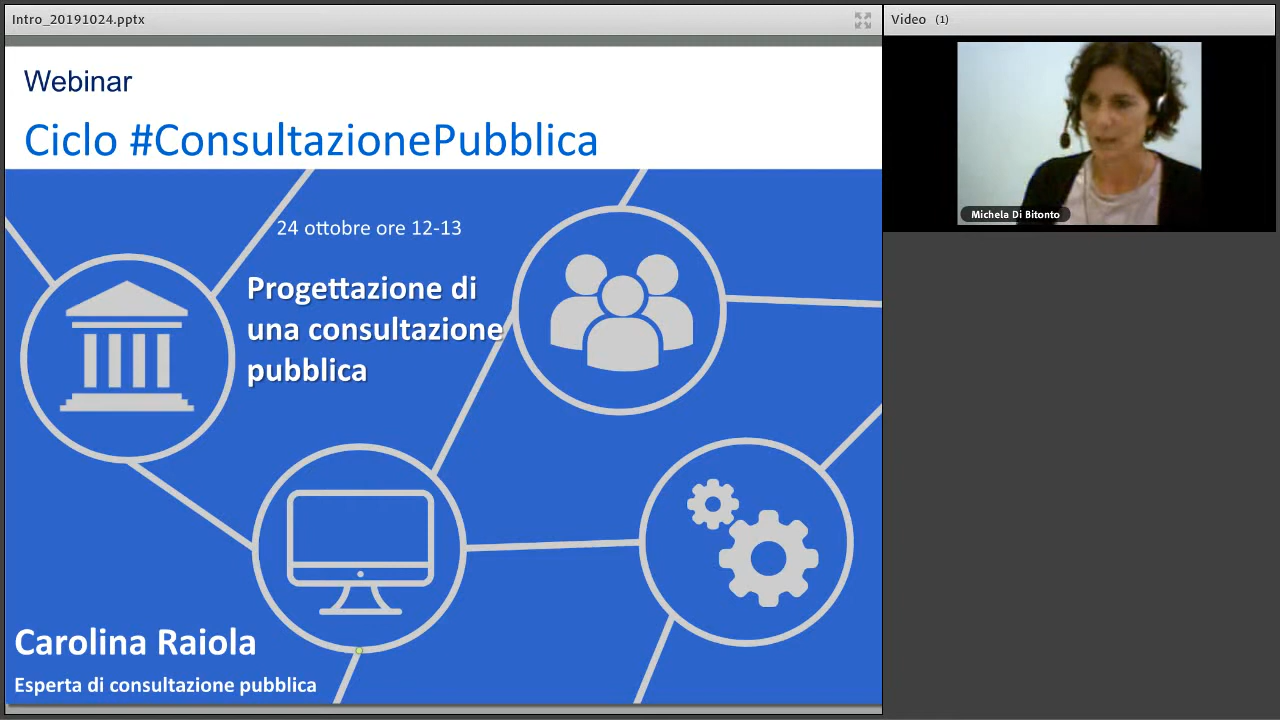 Intro_20191024.pptx
Video (1)
Webinar
Ciclo #ConsultazionePubblica
24 ottobre ore 12-13
Progettazione di
una consultazione
pubblica
Carolina Raiola
Esperta di consultazione pubblica
Michela Di Bitonto